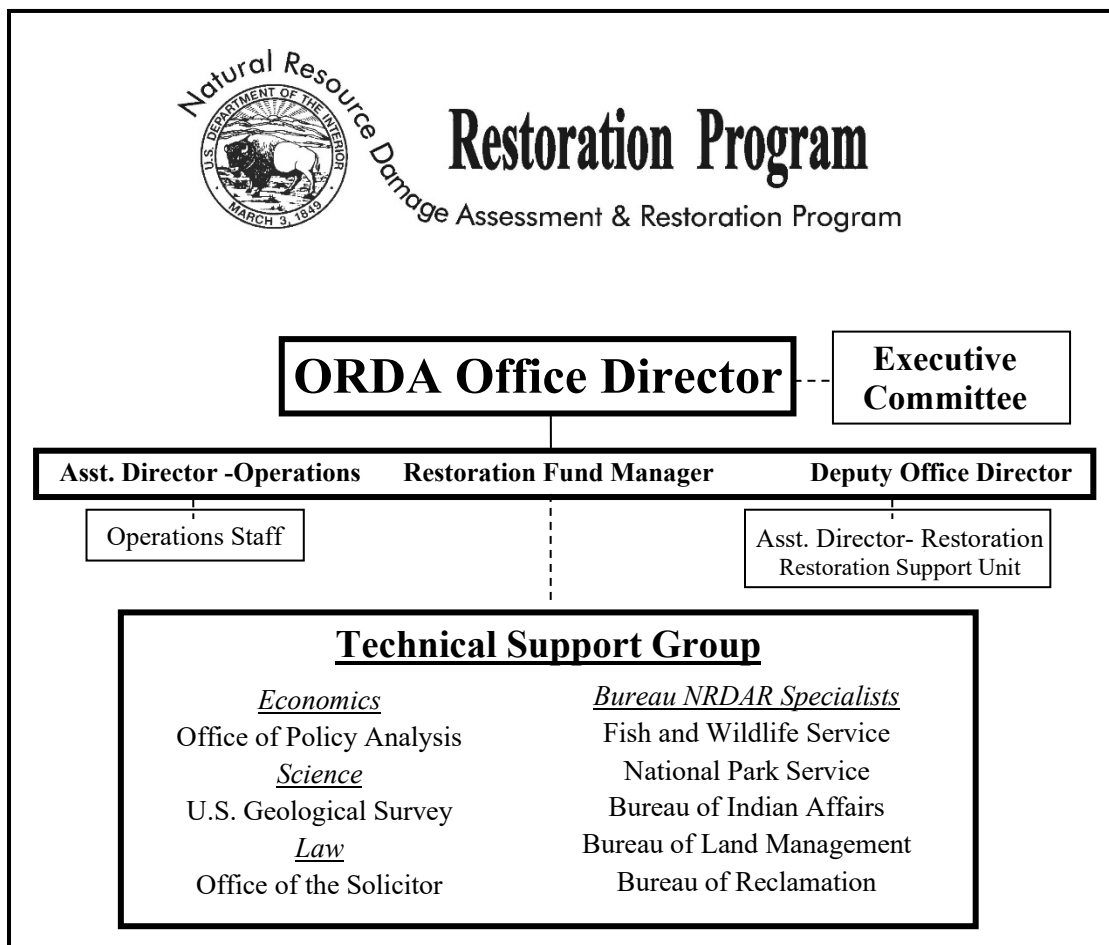 Natural Resource Damage Assessment & Restoration Program
U.S. DEPARTMENT OF THE INTERIOR
MARCH 3, 1849
Restoration Program
ORDA Office Director
Executive
Committee
Asst. Director -Operations Restoration Fund Manager Deputy Office Director
Operations Staff
Asst. Director- Restoration
Restoration Support Unit
Technical Support Group
Economics
Office of Policy Analysis
Science
U.S. Geological Survey
Law
Office of the Solicitor
Bureau NRDAR Specialists
Fish and Wildlife Service
National Park Service
Bureau of Indian Affairs
Bureau of Land Management
Bureau of Reclamation